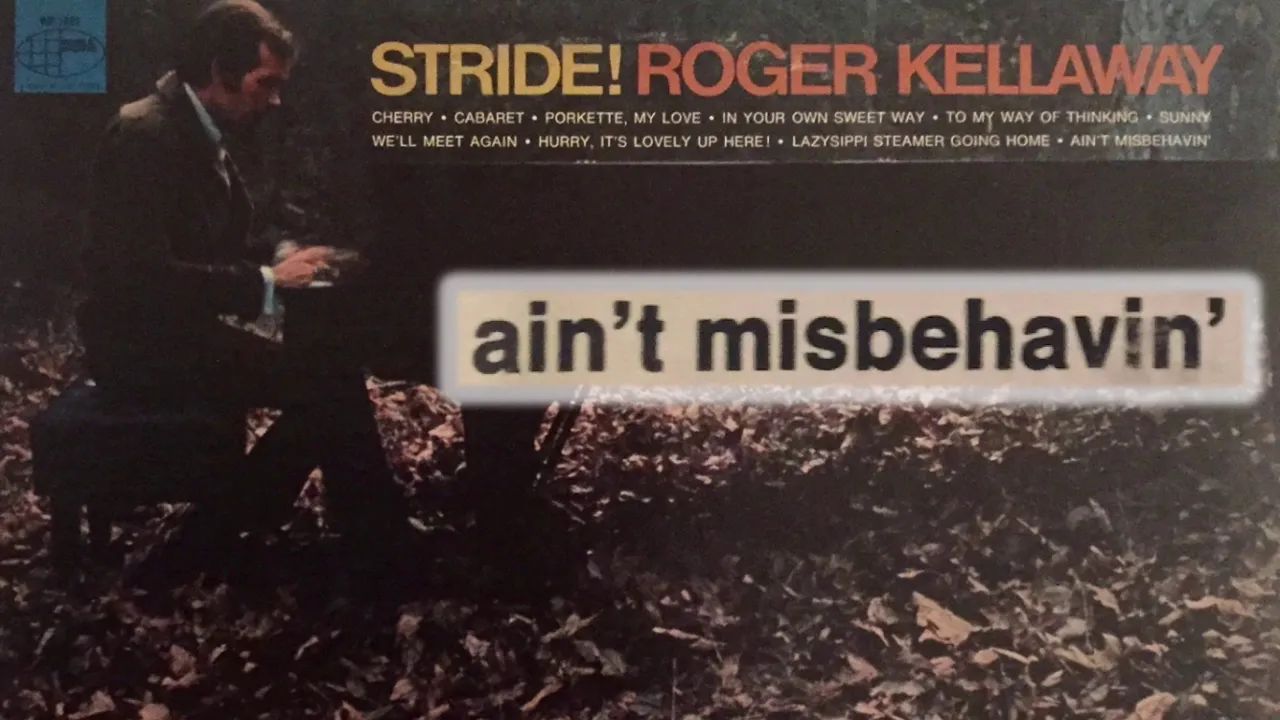 STRIDE! ROGER KELLAWAY
CHERRY • CABARET • PORKETTE, MY LOVE • IN YOUR OWN SWEET WAY • TO MY WAY OF THINKING • SUNNY
WE'LL MEET AGAIN • HURRY, IT'S LOVELY UP HERE! • LAZYSIPPI STEAMER GOING HOME • AIN'T MISBEHAVIN'
ain't misbehavin'